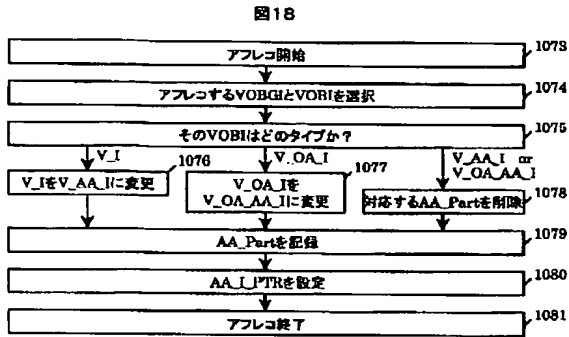 図18
アフレコ開始
1073
アフレコするVOBGIとVOBIを選択
1074
そのVOBIはどのタイプか?
1075
V_I
V_OA_I
V_AA_I or
V_OA_AA_I
V_IをV_AA_Iに変更
1076
V_OA_Iを
V_OA_AA_Iに変更
1077
対応するAA_Partを削除
1078
AA_Partを記録
1079
AA_I_PTRを設定
1080
アフレコ終了
1081